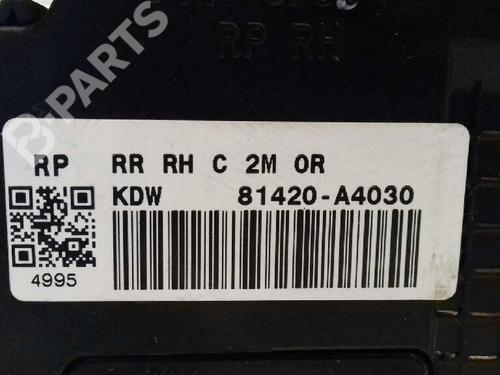 RP RH
B-PARTS
RP RR RH C 2M OR
KDW 81420-A4030
4995